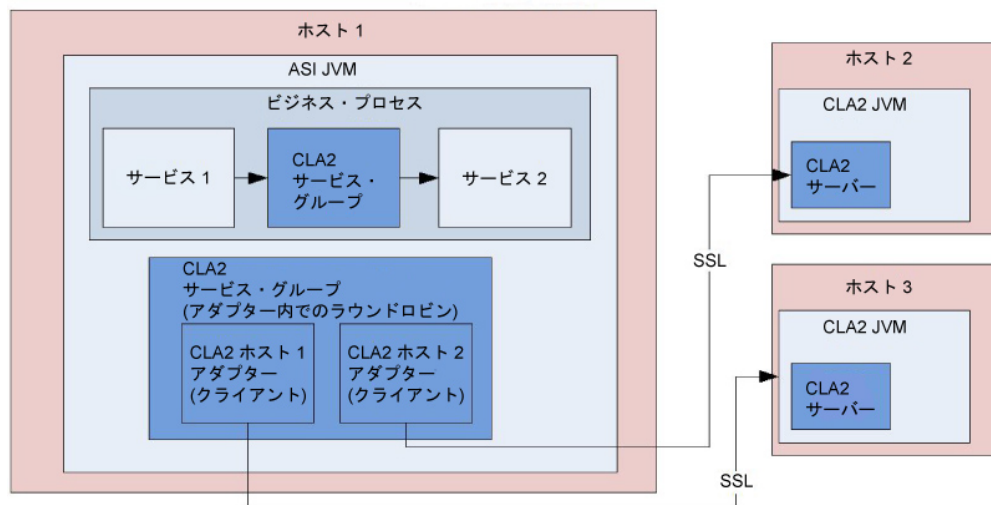 ホスト 1
ASI JVM
ビジネス・プロセス
サービス 1
CLA2
サービス・
グループ
サービス 2
CLA2
サービス・グループ
(アダプター内でのラウンドロビン)
CLA2 ホスト 1
アダプター
(クライアント)
CLA2 ホスト 2
アダプター
(クライアント)
SSL
SSL
ホスト 2
CLA2 JVM
CLA2
サーバー
ホスト 3
CLA2 JVM
CLA2
サーバー